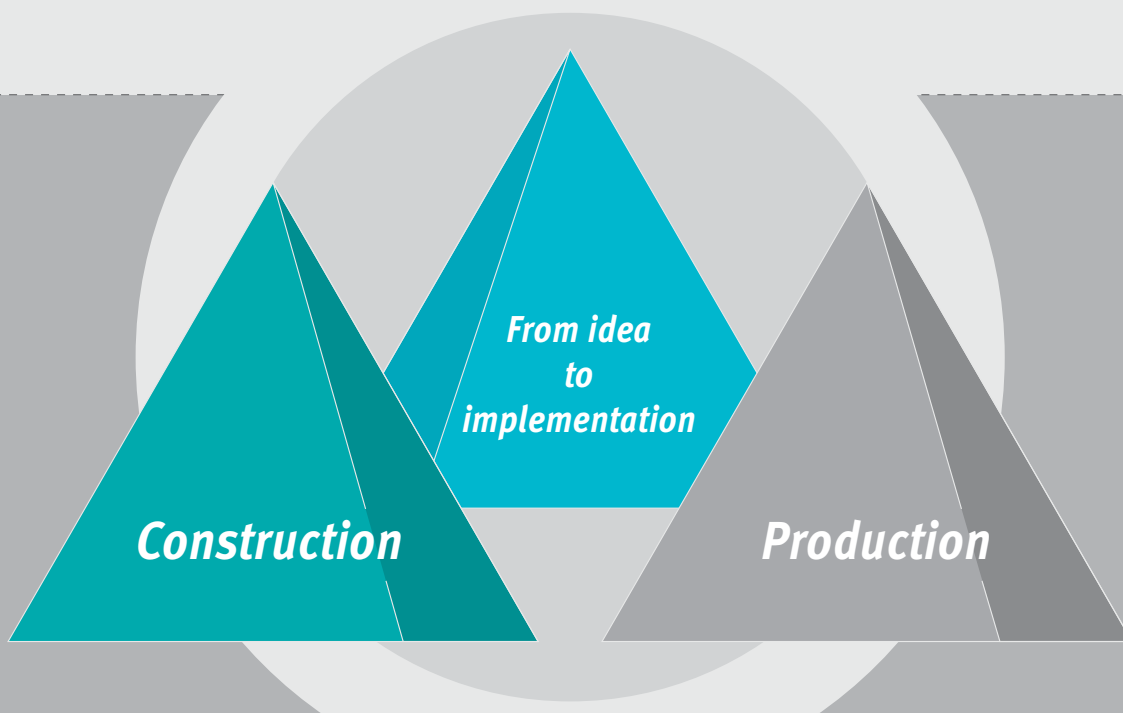 From idea
to
implementation
Construction
Production